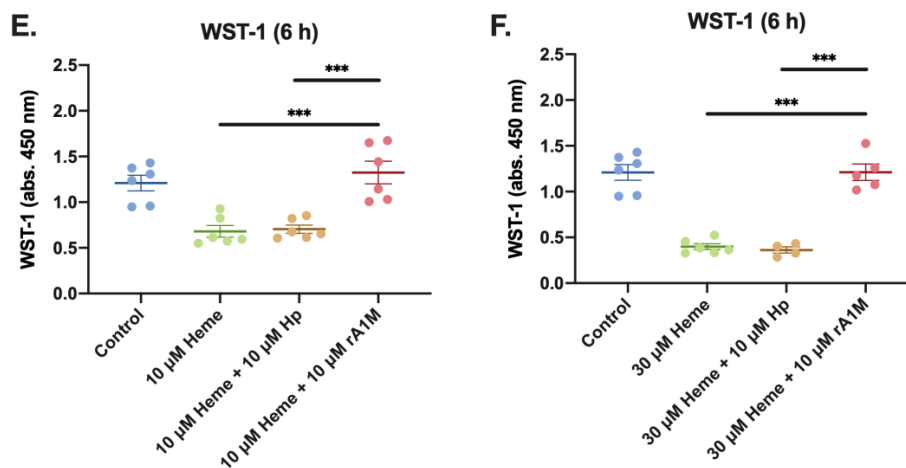 E.
WST-1 (6 h)
WST-1 (abs. 450 nm)
2.5
2.0
1.5
1.0
0.5
0.0
***
***
Control
10 µM Heme
10 µM Heme + 10 µM Hp
10 µM Heme + 10 µM rA1M
F.
WST-1 (6 h)
WST-1 (abs. 450 nm)
2.5
2.0
1.5
1.0
0.5
0.0
***
***
Control
30 µM Heme
30 µM Heme + 10 µM Hp
30 µM Heme + 10 µM rA1M